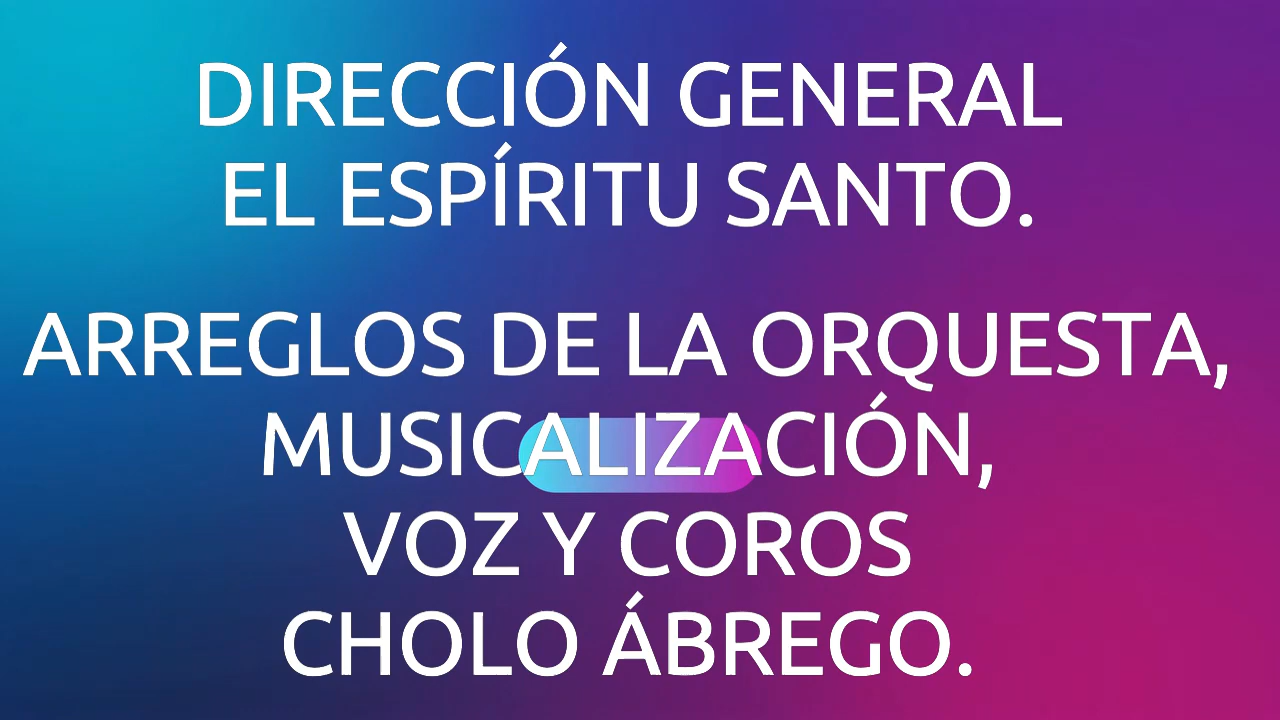 DIRECCIÓN GENERAL
EL ESPÍRITU SANTO.
ARREGLOS DE LA ORQUESTA,
MUSICALIZACIÓN,
VOZ Y COROS
CHOLO ÁBREGO.